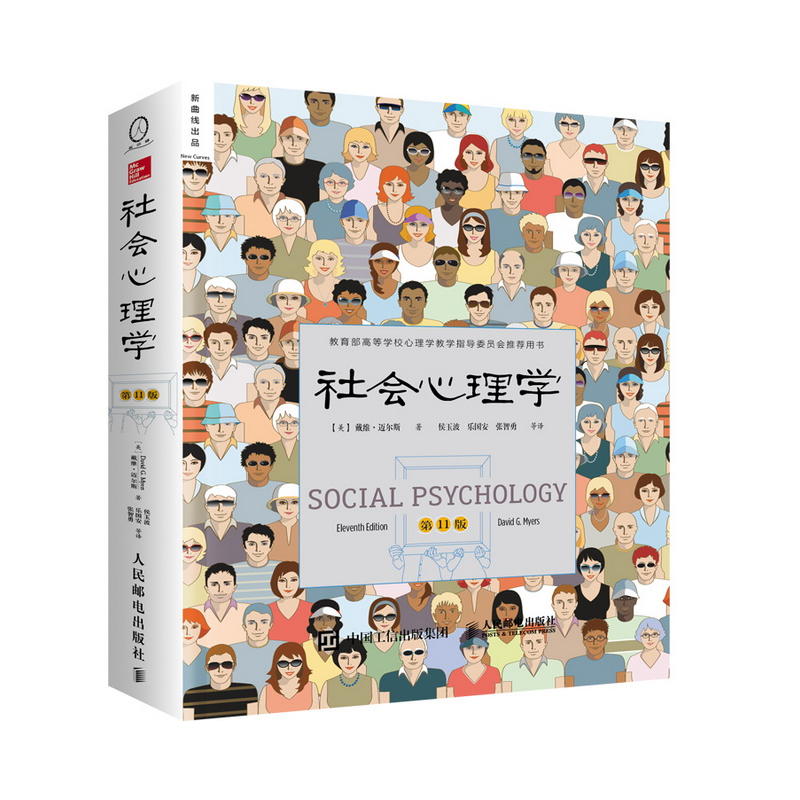 新曲线出品
New Curves
Mc
Graw
Hill
Education
社会心理学
第11版
[美]
David G. Myers
戴维·迈尔斯
著
侯玉波
乐国安
张智勇
等译
人民邮电出版社
教育部高等学校心理学教学指导委员会推荐用书
社会心理学
【美】戴维·迈尔斯 著 侯玉波 乐国安 张智勇 等译
SOCIAL PSYCHOLOGY
Eleventh Edition 第11版 David G. Myers
中国工信出版集团
人民邮电出版社
POSTS & TELECOM PRESS